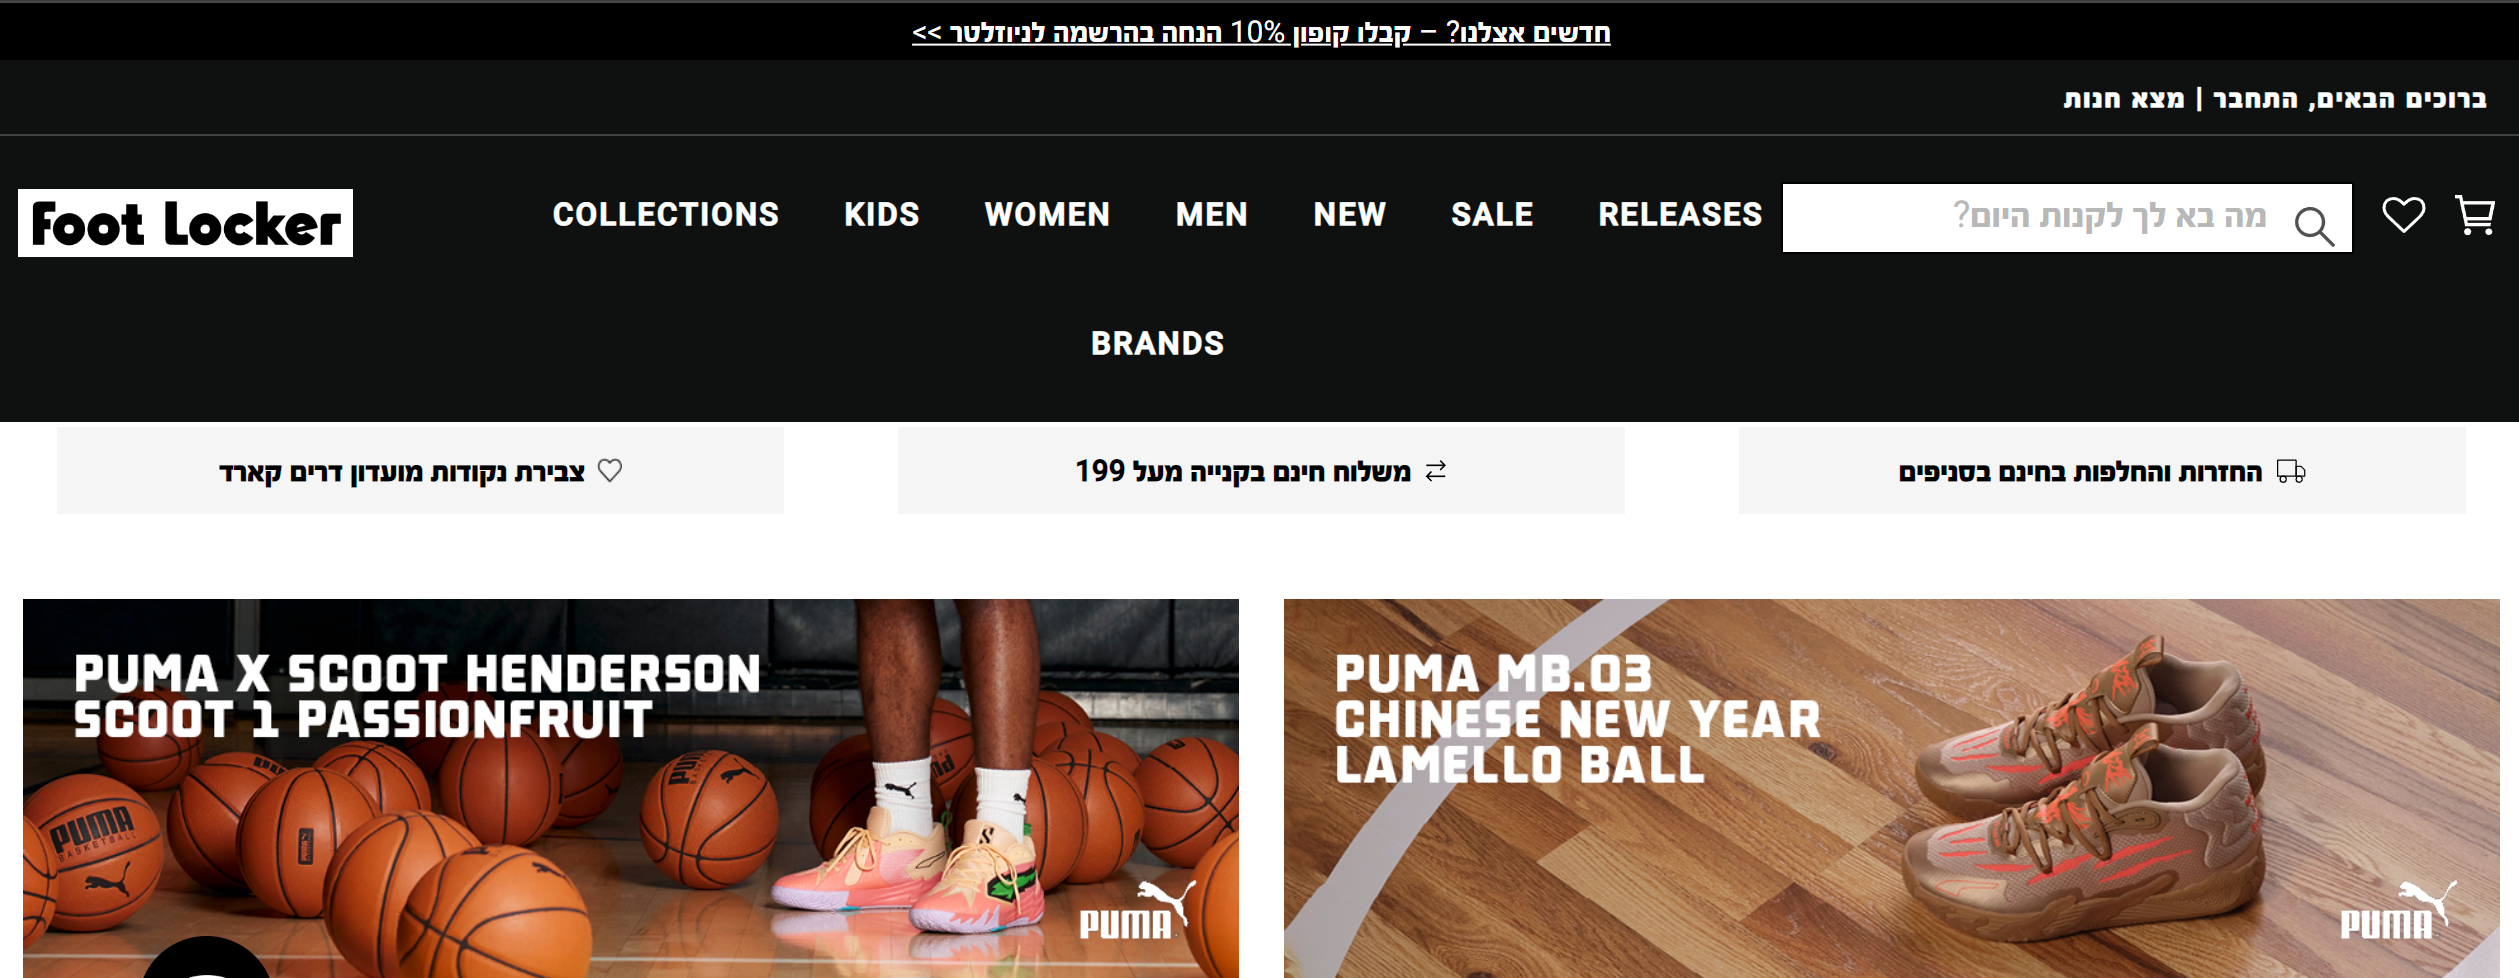 חדשים אצלנו? – קבלו קופון 10% הנחה בהרשמה לניוזלטר >>
ברוכים הבאים, התחבר | מצא חנות
Foot Locker
COLLECTIONS KIDS WOMEN MEN NEW SALE RELEASES
מה בא לך לקנות היום?
BRANDS
החזרות והחלפות בחינם בסניפים
משלוח חינם בקנייה מעל 199
צבירת נקודות מועדון דרים קארד
PUMA X SCOOT HENDERSON
SCOOT 1 PASSIONFRUIT
PUMA
BASKETBALL
PUMA
PUMA
PUMA MB.03
CHINESE NEW YEAR
LAMELLO BALL
PUMA